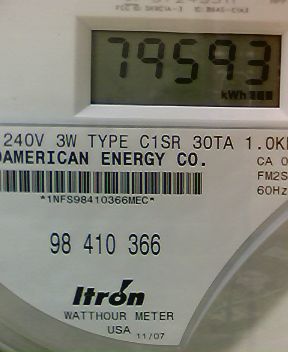 79593
kWh
240V 3W TYPE C1SR 30TA 1.0K
AMERICAN ENERGY CO.
CA 0
FM2S
60Hz
*1NFS98410366MEC*
98 410 366
Itron
WATTHOUR METER
USA 11/07